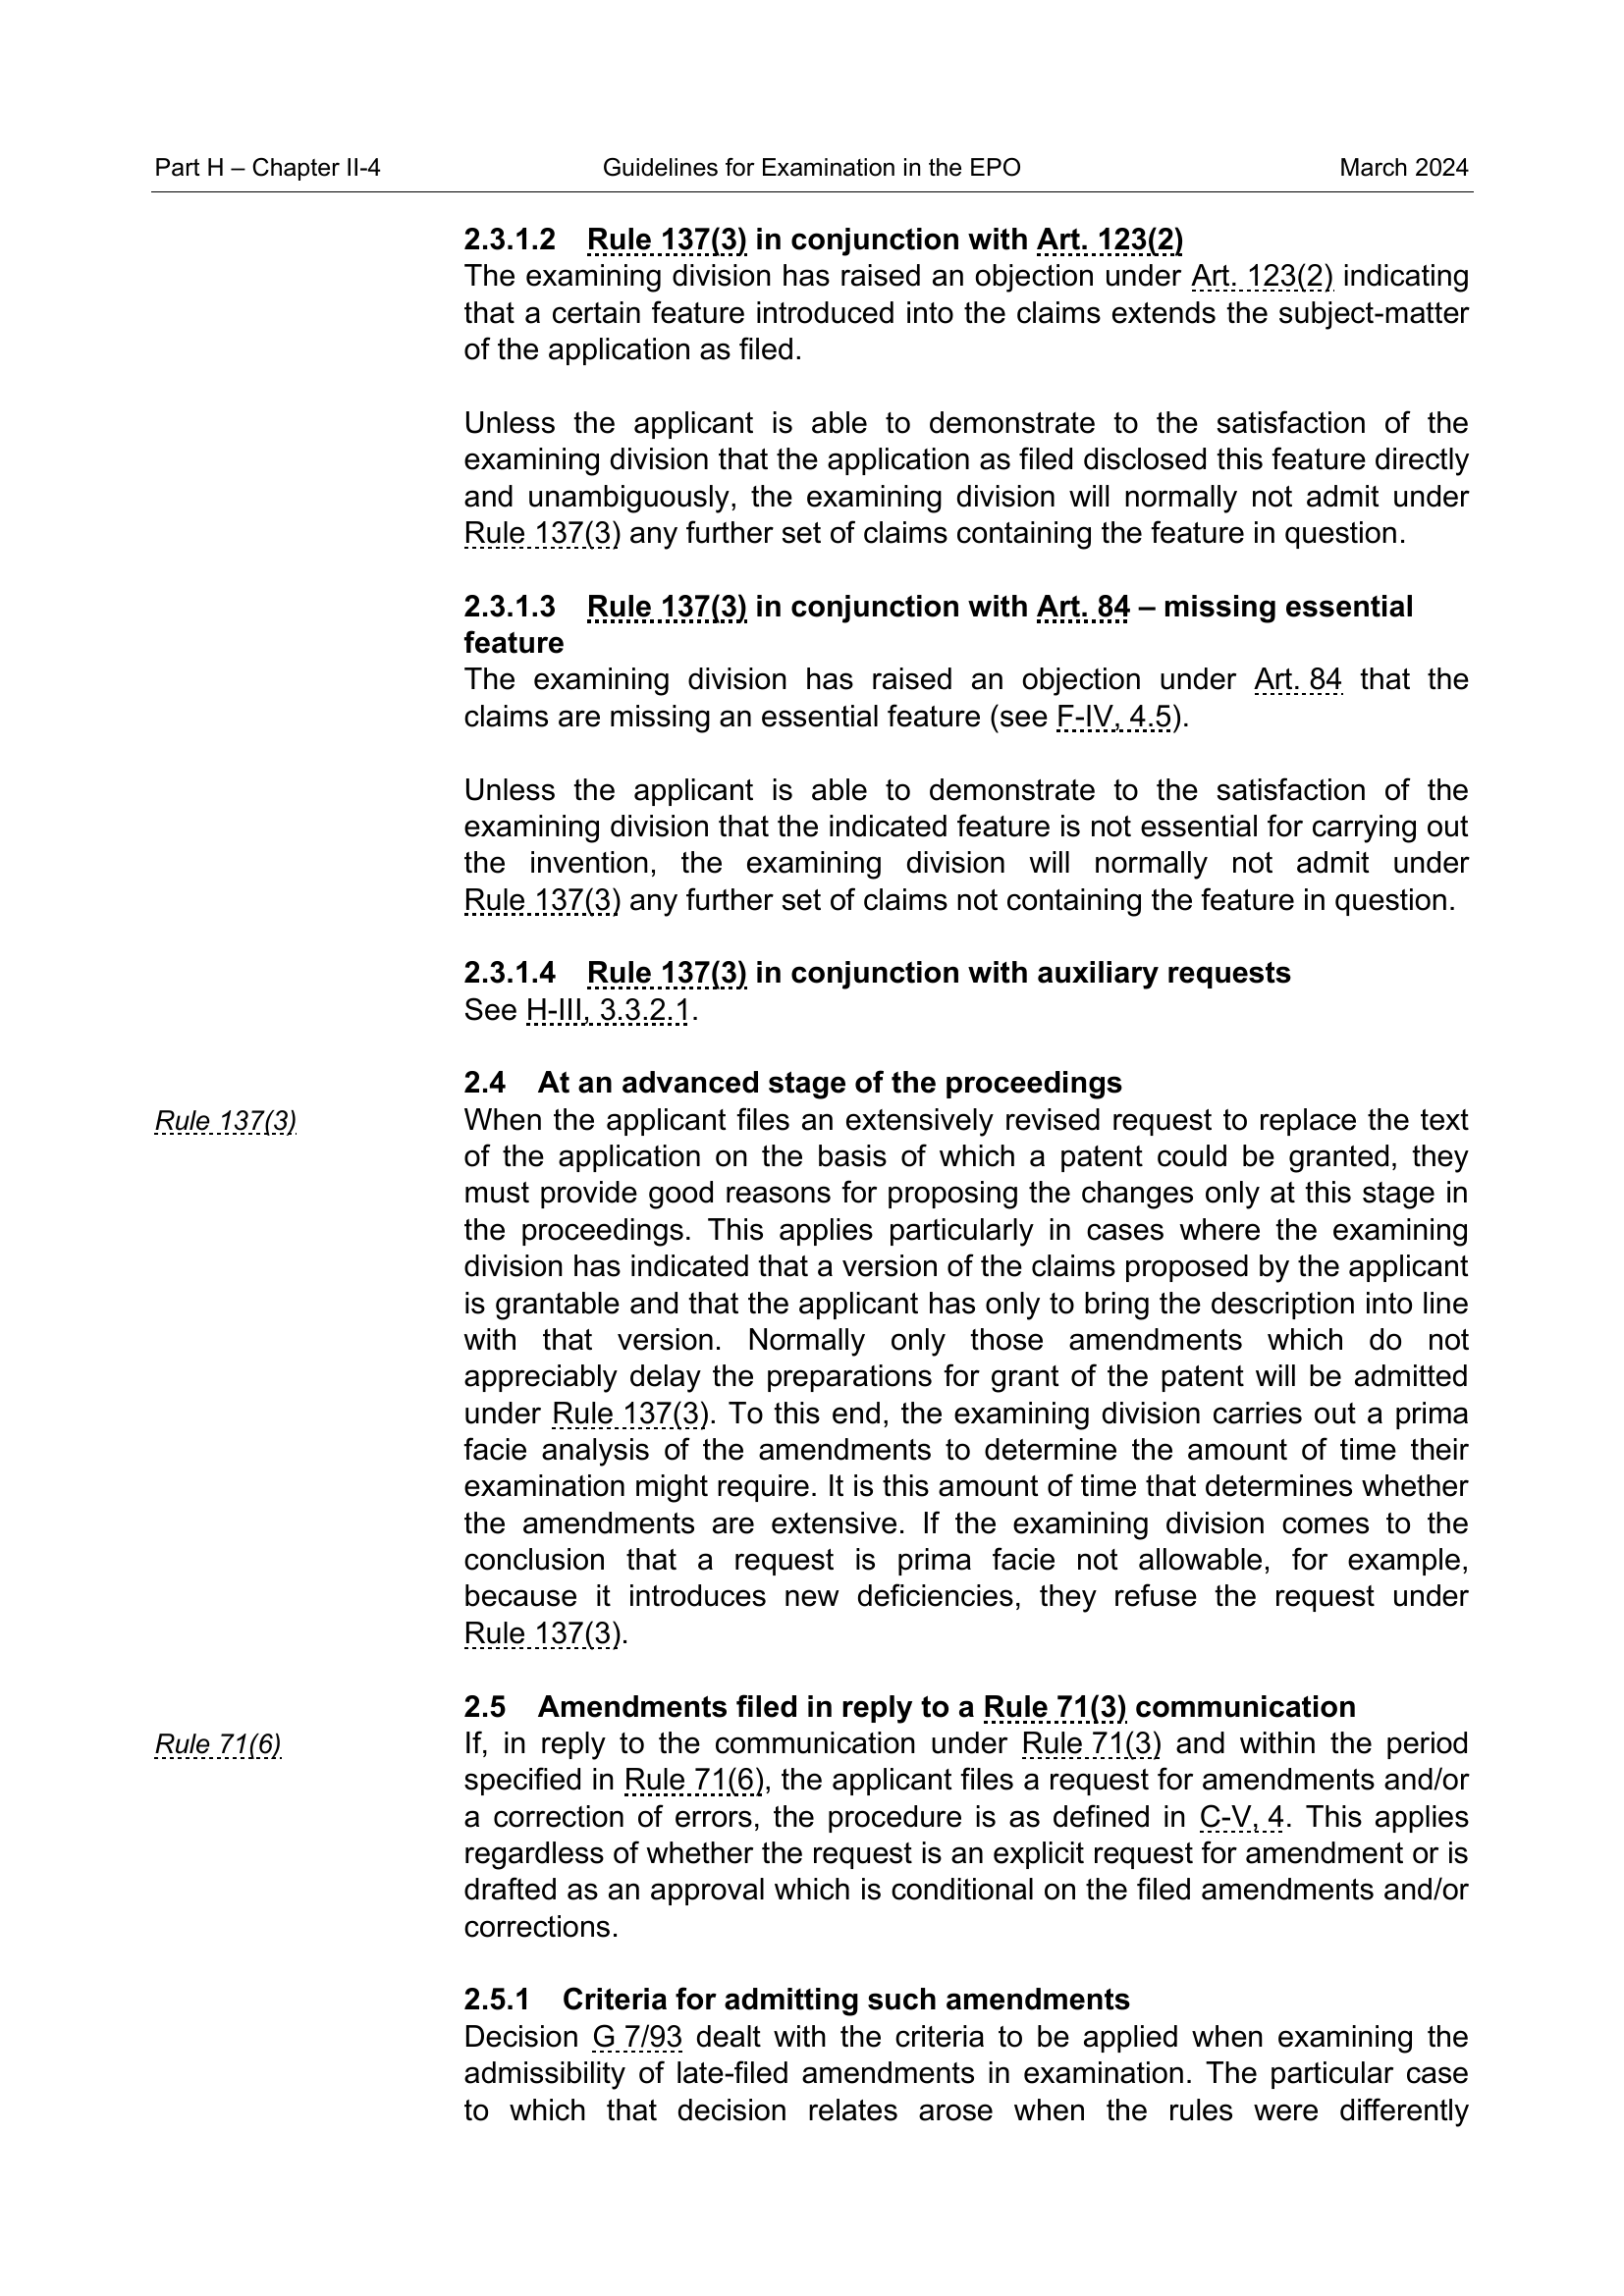 Part H – Chapter II-4 Guidelines for Examination in the EPO March 2024
2.3.1.2 Rule 137(3) in conjunction with Art. 123(2)
The examining division has raised an objection under Art. 123(2) indicating
that a certain feature introduced into the claims extends the subject-matter
of the application as filed.
Unless the applicant is able to demonstrate to the satisfaction of the
examining division that the application as filed disclosed this feature directly
and unambiguously, the examining division will normally not admit under
Rule 137(3) any further set of claims containing the feature in question.
2.3.1.3 Rule 137(3) in conjunction with Art. 84 – missing essential
feature
The examining division has raised an objection under Art. 84 that the
claims are missing an essential feature (see F-IV, 4.5).
Unless the applicant is able to demonstrate to the satisfaction of the
examining division that the indicated feature is not essential for carrying out
the invention, the examining division will normally not admit under
Rule 137(3) any further set of claims not containing the feature in question.
2.3.1.4 Rule 137(3) in conjunction with auxiliary requests
See H-III, 3.3.2.1.
2.4 At an advanced stage of the proceedings
Rule 137(3)
When the applicant files an extensively revised request to replace the text
of the application on the basis of which a patent could be granted, they
must provide good reasons for proposing the changes only at this stage in
the proceedings. This applies particularly in cases where the examining
division has indicated that a version of the claims proposed by the applicant
is grantable and that the applicant has only to bring the description into line
with that version. Normally only those amendments which do not
appreciably delay the preparations for grant of the patent will be admitted
under Rule 137(3). To this end, the examining division carries out a prima
facie analysis of the amendments to determine the amount of time their
examination might require. It is this amount of time that determines whether
the amendments are extensive. If the examining division comes to the
conclusion that a request is prima facie not allowable, for example,
because it introduces new deficiencies, they refuse the request under
Rule 137(3).
2.5 Amendments filed in reply to a Rule 71(3) communication
Rule 71(6)
If, in reply to the communication under Rule 71(3) and within the period
specified in Rule 71(6), the applicant files a request for amendments and/or
a correction of errors, the procedure is as defined in C-V, 4. This applies
regardless of whether the request is an explicit request for amendment or is
drafted as an approval which is conditional on the filed amendments and/or
corrections.
2.5.1 Criteria for admitting such amendments
Decision G 7/93 dealt with the criteria to be applied when examining the
admissibility of late-filed amendments in examination. The particular case
to which that decision relates arose when the rules were differently